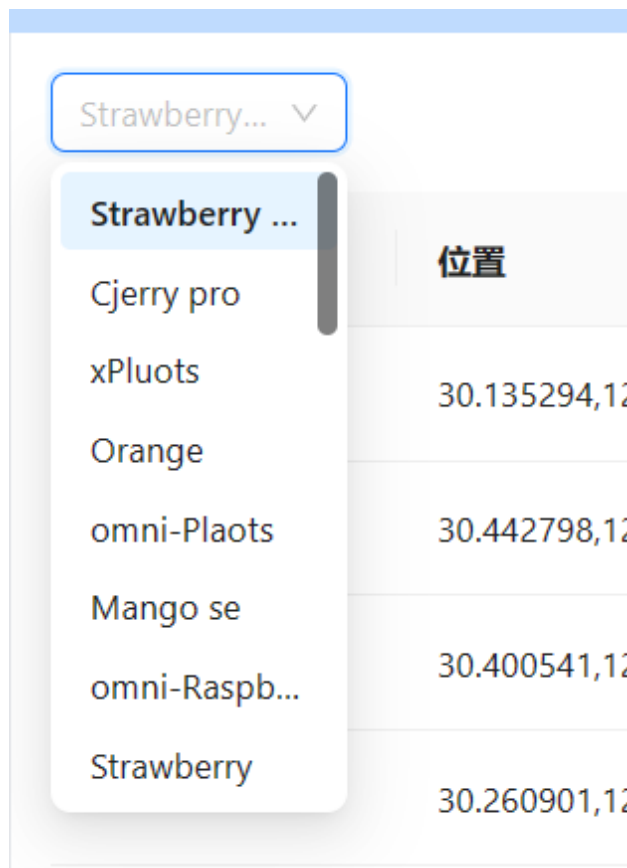 Strawberry...
Strawberry ...
Cjerry pro
xPluots
Orange
omni-Plaots
Mango se
omni-Raspb...
Strawberry
位置
30.135294,12
30.442798,12
30.400541,12
30.260901,12